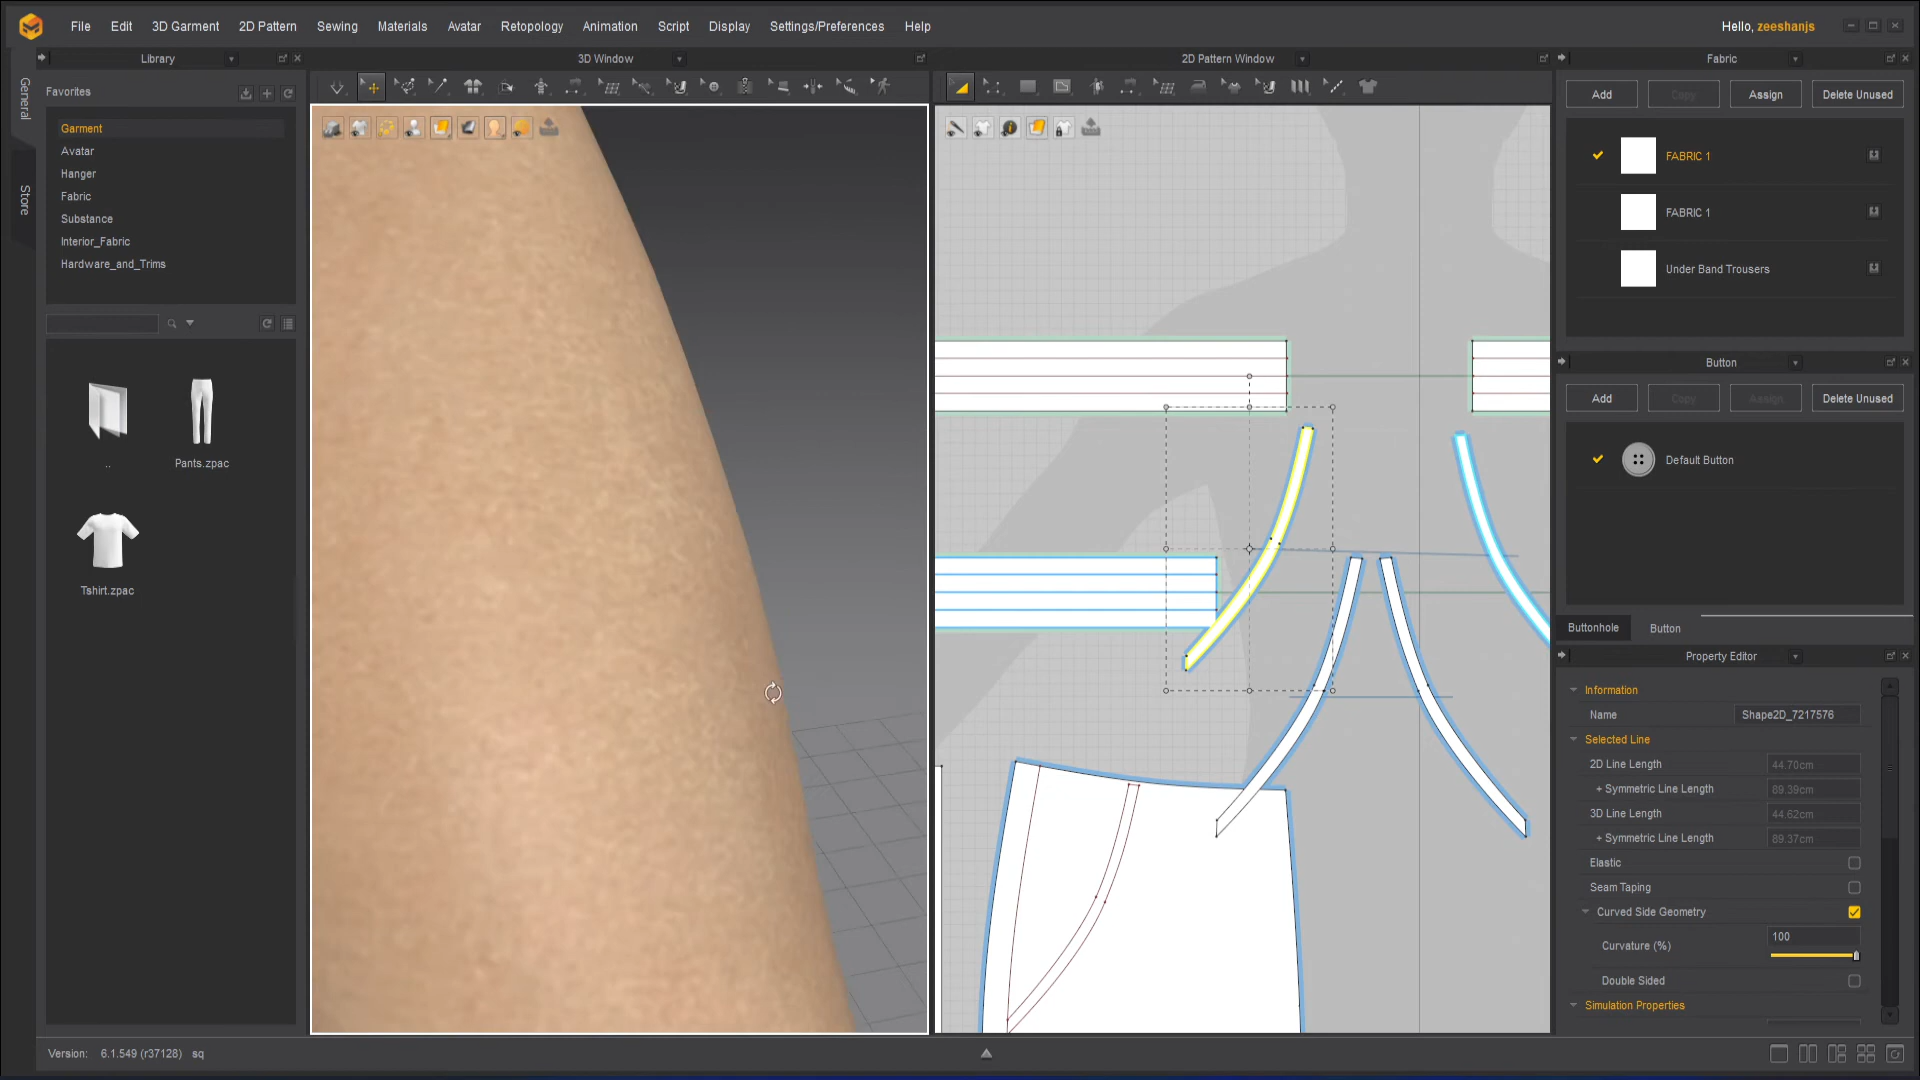 File Edit 3D Garment 2D Pattern Sewing Materials Avatar Retopology Animation Script Display Settings/Preferences Help
Hello, zeeshanjs
General
Store
Library
Favorites
Garment
Avatar
Hanger
Fabric
Substance
Interior_Fabric
Hardware_and_Trims
..
Pants.zpac
Tshirt.zpac
3D Window
2D Pattern Window
Fabric
Add Copy Assign Delete Unused
FABRIC 1
FABRIC 1
Under Band Trousers
Button
Add Copy Assign Delete Unused
Default Button
Buttonhole Button
Property Editor
Information
Name Shape2D_7217576
Selected Line
2D Line Length 44.70cm
+ Symmetric Line Length 89.39cm
3D Line Length 44.62cm
+ Symmetric Line Length 89.37cm
Elastic
Seam Taping
Curved Side Geometry
Curvature (%) 100
Double Sided
Simulation Properties
Version: 6.1.549 (r37128) sq